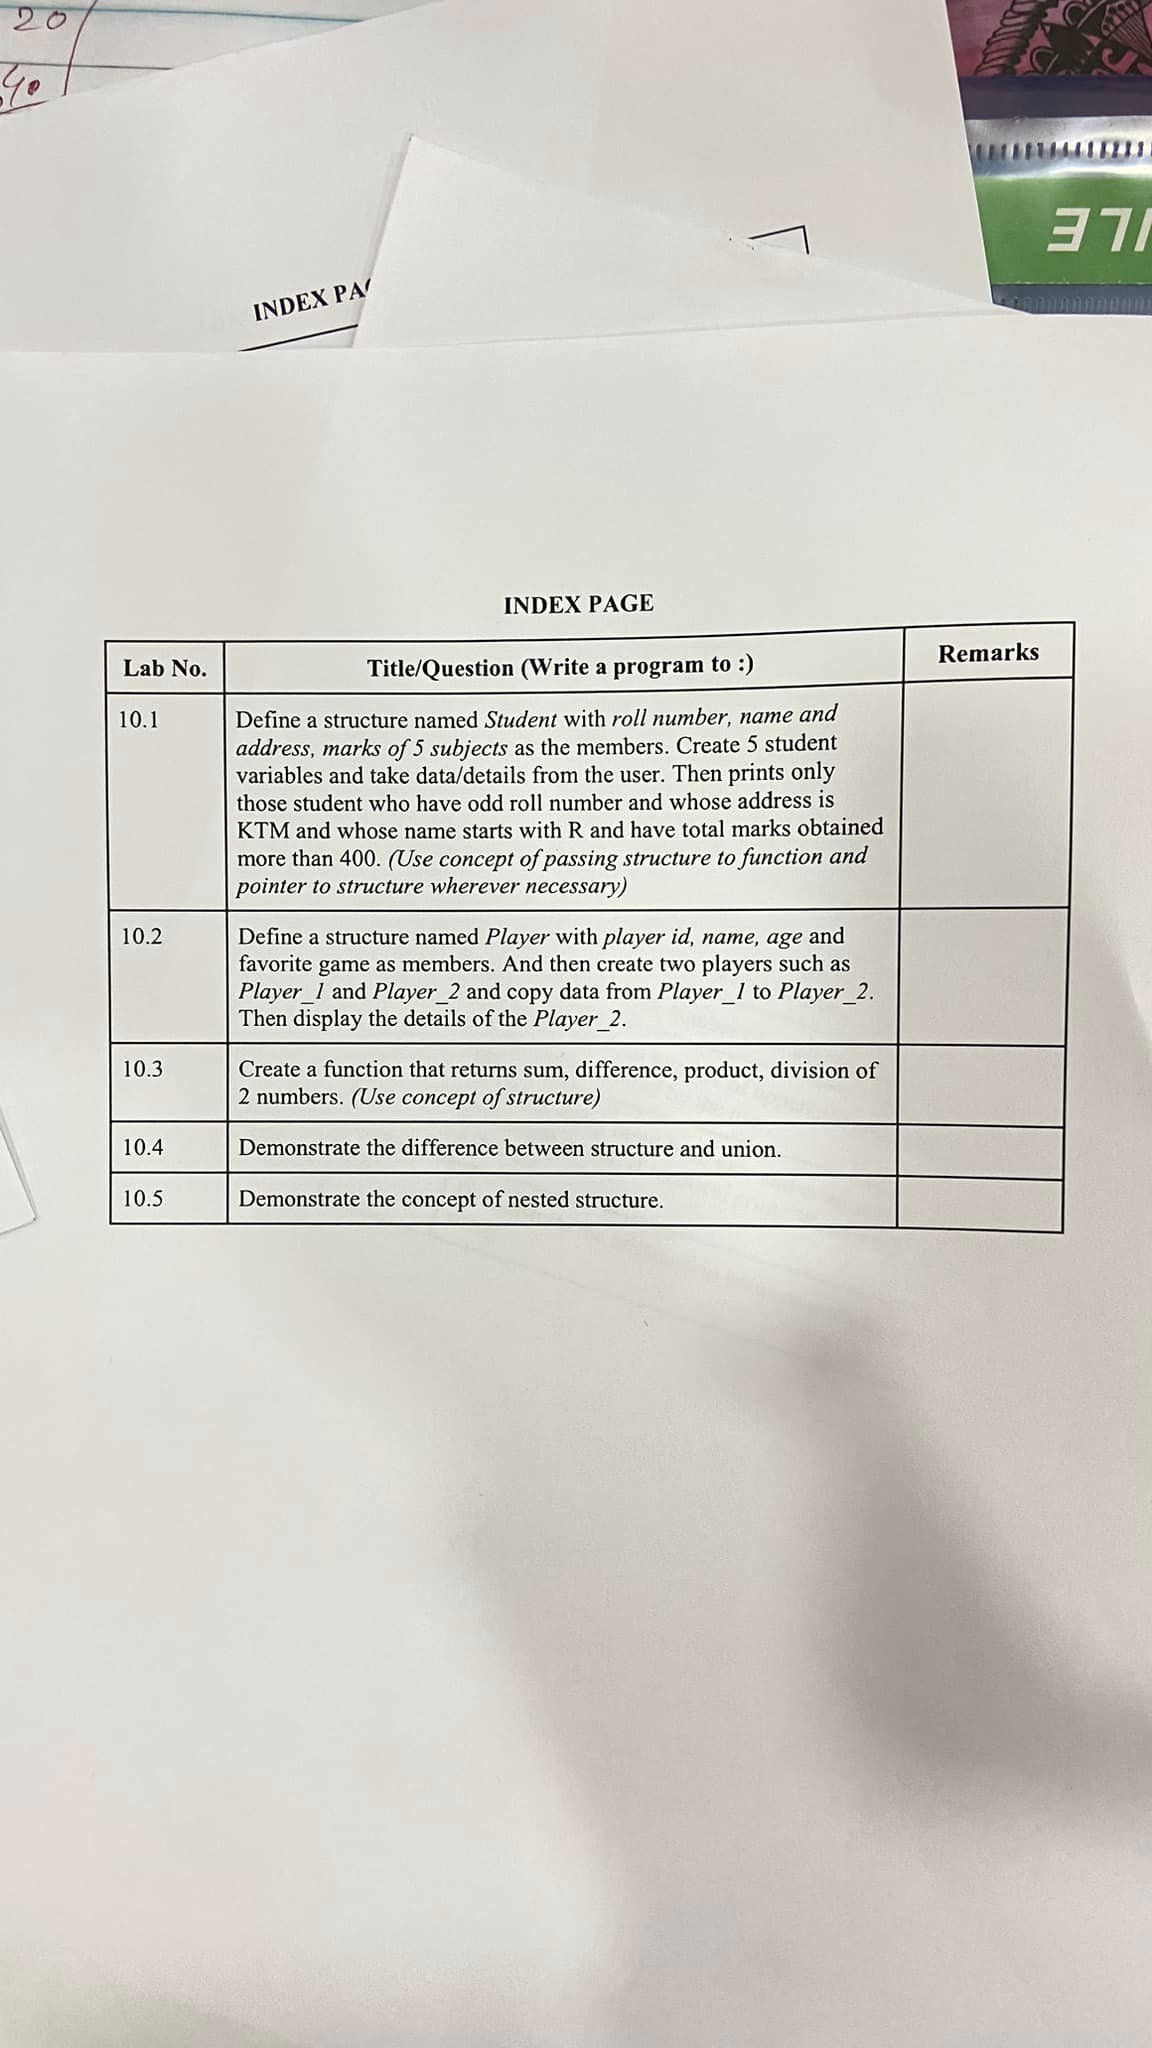 20
40
ILE
INDEX PA
INDEX PAGE
Lab No.
Title/Question (Write a program to :)
Remarks
10.1
Define a structure named Student with roll number, name and
address, marks of 5 subjects as the members. Create 5 student
variables and take data/details from the user. Then prints only
those student who have odd roll number and whose address is
KTM and whose name starts with R and have total marks obtained
more than 400. (Use concept of passing structure to function and
pointer to structure wherever necessary)
10.2
Define a structure named Player with player id, name, age and
favorite game as members. And then create two players such as
Player_1 and Player_2 and copy data from Player_1 to Player_2.
Then display the details of the Player_2.
10.3
Create a function that returns sum, difference, product, division of
2 numbers. (Use concept of structure)
10.4
Demonstrate the difference between structure and union.
10.5
Demonstrate the concept of nested structure.